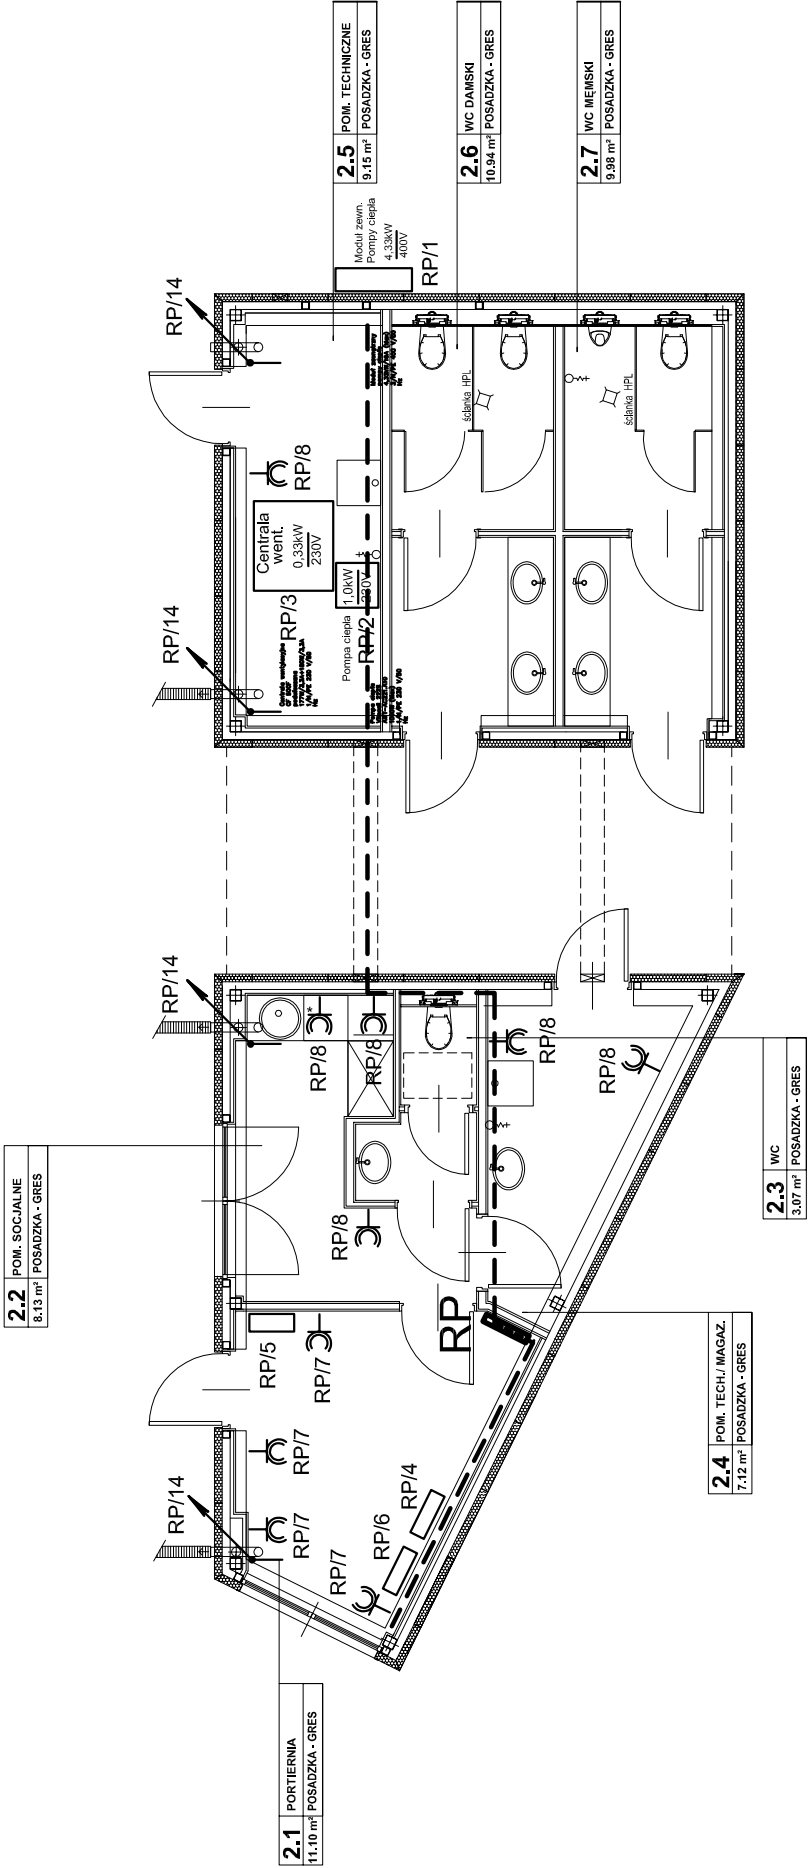 2.5
POM. TECHNICZNE
9.15 m²
POSADZKA - GRES
2.6
WC DAMSKI
10.94 m²
POSADZKA - GRES
2.7
WC MĘMSKI
9.98 m²
POSADZKA - GRES
Moduł zewn.
Pompy ciepła
4,33kW
400V
RP/1
RP/14
RP/8
Centrala
went.
0,33kW
230V
RP/3
RP/14
Pompa ciepła
1,0kW
230V
RP/2
ścianka HPL
ścianka HPL
RP/14
RP/8
*
RP/8
RP/8
RP/8
RP/8
RP
RP/5
RP/7
RP/7
RP/7
RP/14
RP/7
RP/6
RP/4
2.2
POM. SOCJALNE
8.13 m²
POSADZKA - GRES
2.3
WC
3.07 m²
POSADZKA - GRES
2.4
POM. TECH./ MAGAZ.
7.12 m²
POSADZKA - GRES
2.1
PORTIERNIA
11.10 m²
POSADZKA - GRES